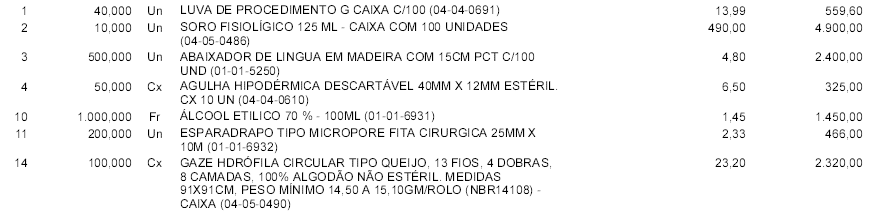 1 40,000 Un LUVA DE PROCEDIMENTO G CAIXA C/100 (04-04-0691) 13,99 559,60
2 10,000 Un SORO FISIOLÍGICO 125 ML - CAIXA COM 100 UNIDADES 490,00 4.900,00
(04-05-0486)
3 500,000 Un ABAIXADOR DE LINGUA EM MADEIRA COM 15CM PCT C/100 4,80 2.400,00
UND (01-01-5250)
4 50,000 Cx AGULHA HIPODÉRMICA DESCARTÁVEL 40MM X 12MM ESTÉRIL. 6,50 325,00
CX 10 UN (04-04-0610)
10 1.000,000 Fr ÁLCOOL ETILICO 70 % - 100ML (01-01-6931) 1,45 1.450,00
11 200,000 Un ESPARADRAPO TIPO MICROPORE FITA CIRURGICA 25MM X 2,33 466,00
10M (01-01-6932)
14 100,000 Cx GAZE HDRÓFILA CIRCULAR TIPO QUEIJO, 13 FIOS, 4 DOBRAS, 23,20 2.320,00
8 CAMADAS, 100% ALGODÃO NÃO ESTÉRIL. MEDIDAS
91X91CM, PESO MÍNIMO 14,50 A 15,10GM/ROLO (NBR14108) -
CAIXA (04-05-0490)